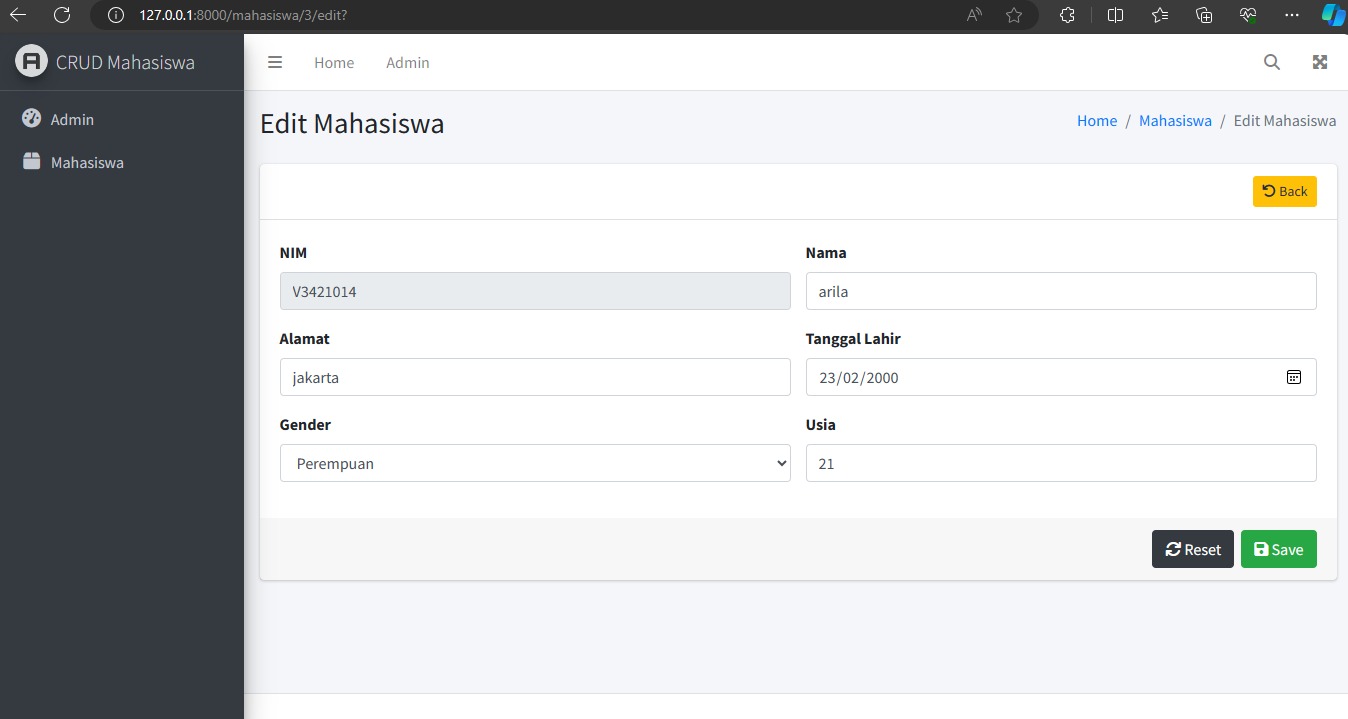 127.0.0.1:8000/mahasiswa/3/edit?
CRUD Mahasiswa
Home Admin
Admin
Mahasiswa
Edit Mahasiswa
Home / Mahasiswa / Edit Mahasiswa
Back
NIM Nama
V3421014 arila
Alamat Tanggal Lahir
jakarta 23/02/2000
Gender Usia
Perempuan 21
Reset Save